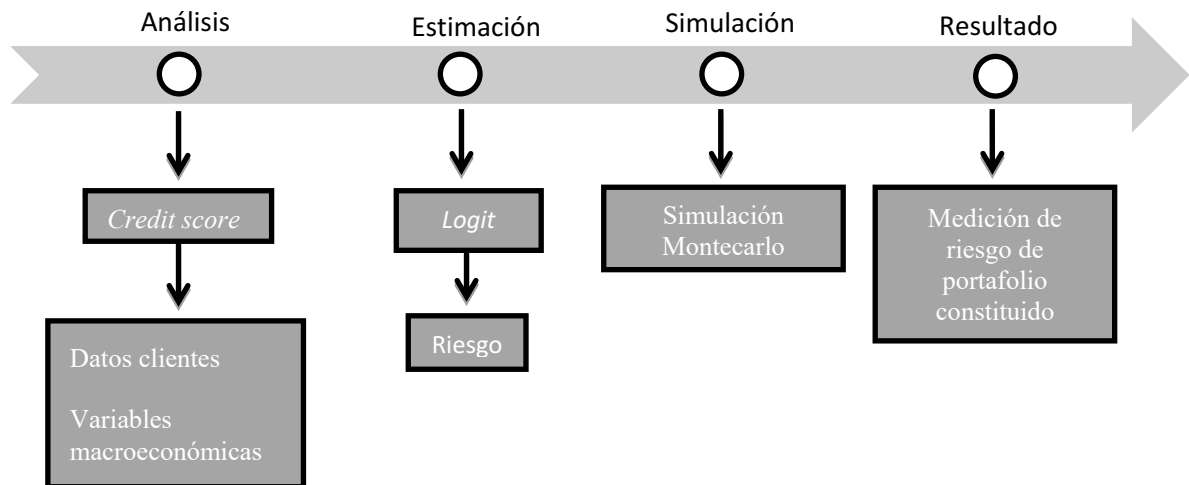 Análisis
Estimación
Simulación
Resultado
Credit score
Logit
Simulación
Montecarlo
Medición de
riesgo de
portafolio
constituido
Riesgo
Datos clientes
Variables
macroeconómicas